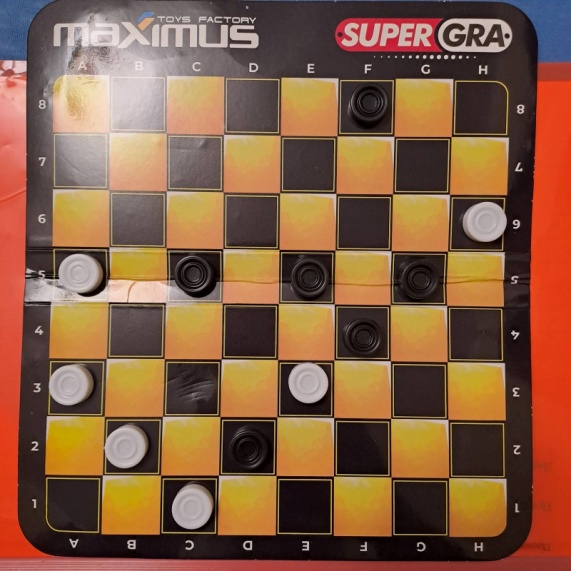 TOYS FACTORY
maximus
SUPER GRA
A B C D E F G H
8 8
7 7
6 6
5 5
4 4
3 3
2 2
1 1
A B C D E F G H